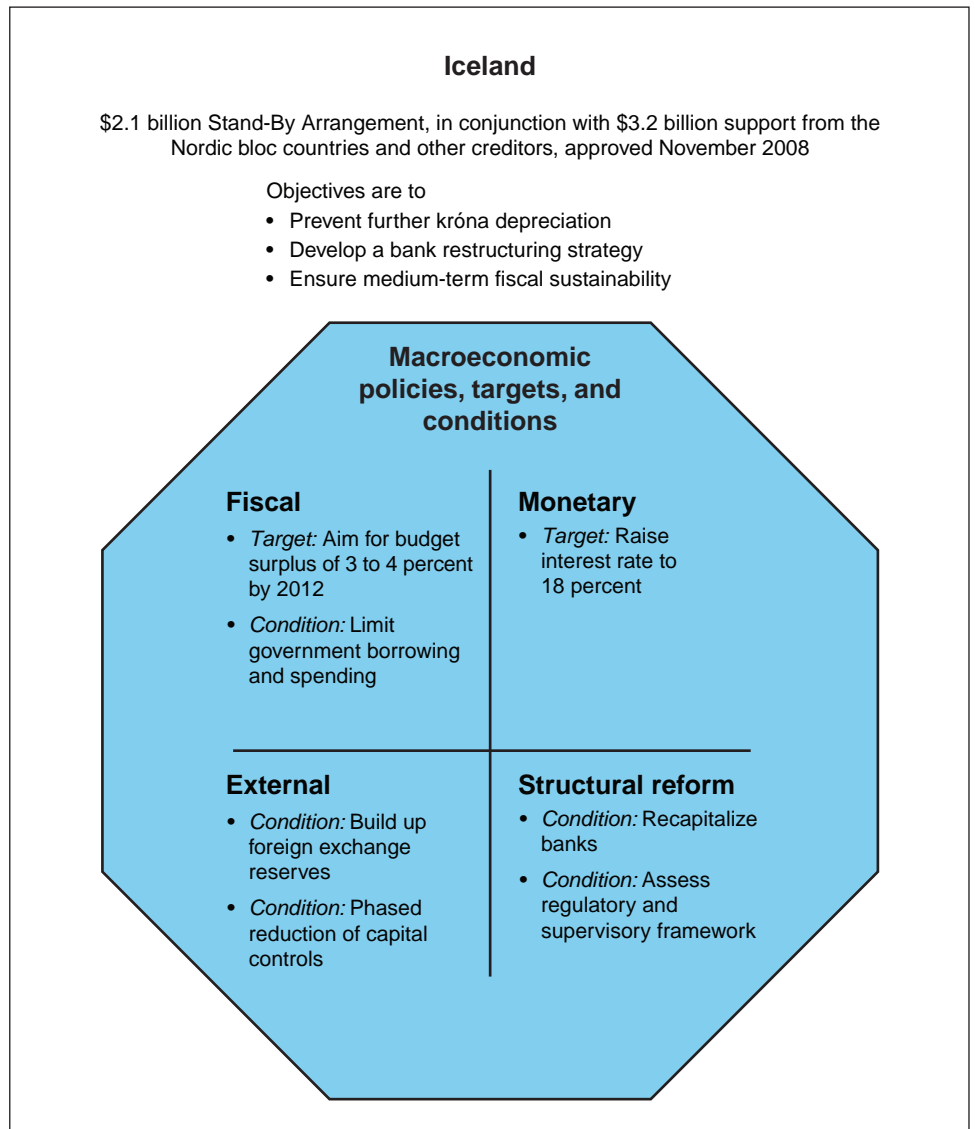 Iceland
$2.1 billion Stand-By Arrangement, in conjunction with $3.2 billion support from the
Nordic bloc countries and other creditors, approved November 2008
Objectives are to
• Prevent further króna depreciation
• Develop a bank restructuring strategy
• Ensure medium-term fiscal sustainability
Macroeconomic
policies, targets, and
conditions
Fiscal
• Target: Aim for budget
surplus of 3 to 4 percent
by 2012
• Condition: Limit
government borrowing
and spending
Monetary
• Target: Raise
interest rate to
18 percent
External
• Condition: Build up
foreign exchange
reserves
• Condition: Phased
reduction of capital
controls
Structural reform
• Condition: Recapitalize
banks
• Condition: Assess
regulatory and
supervisory framework